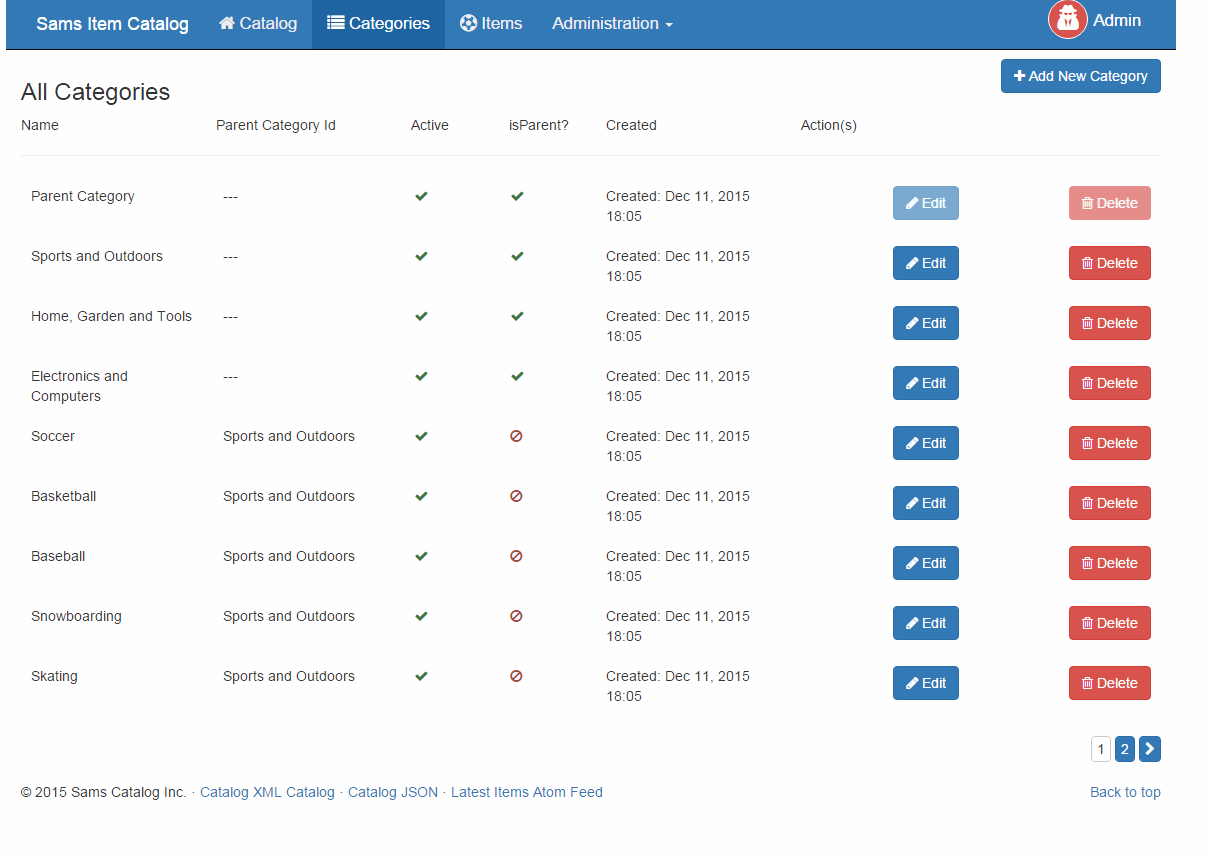 Sams Item Catalog Catalog Categories Items Administration Admin
Add New Category
All Categories
Name Parent Category Id Active isParent? Created Action(s)
Parent Category --- Created: Dec 11, 2015 Edit Delete
18:05
Sports and Outdoors --- Created: Dec 11, 2015 Edit Delete
18:05
Home, Garden and Tools --- Created: Dec 11, 2015 Edit Delete
18:05
Electronics and --- Created: Dec 11, 2015 Edit Delete
Computers 18:05
Soccer Sports and Outdoors Created: Dec 11, 2015 Edit Delete
18:05
Basketball Sports and Outdoors Created: Dec 11, 2015 Edit Delete
18:05
Baseball Sports and Outdoors Created: Dec 11, 2015 Edit Delete
18:05
Snowboarding Sports and Outdoors Created: Dec 11, 2015 Edit Delete
18:05
Skating Sports and Outdoors Created: Dec 11, 2015 Edit Delete
18:05
1 2
© 2015 Sams Catalog Inc. · Catalog XML Catalog · Catalog JSON · Latest Items Atom Feed Back to top